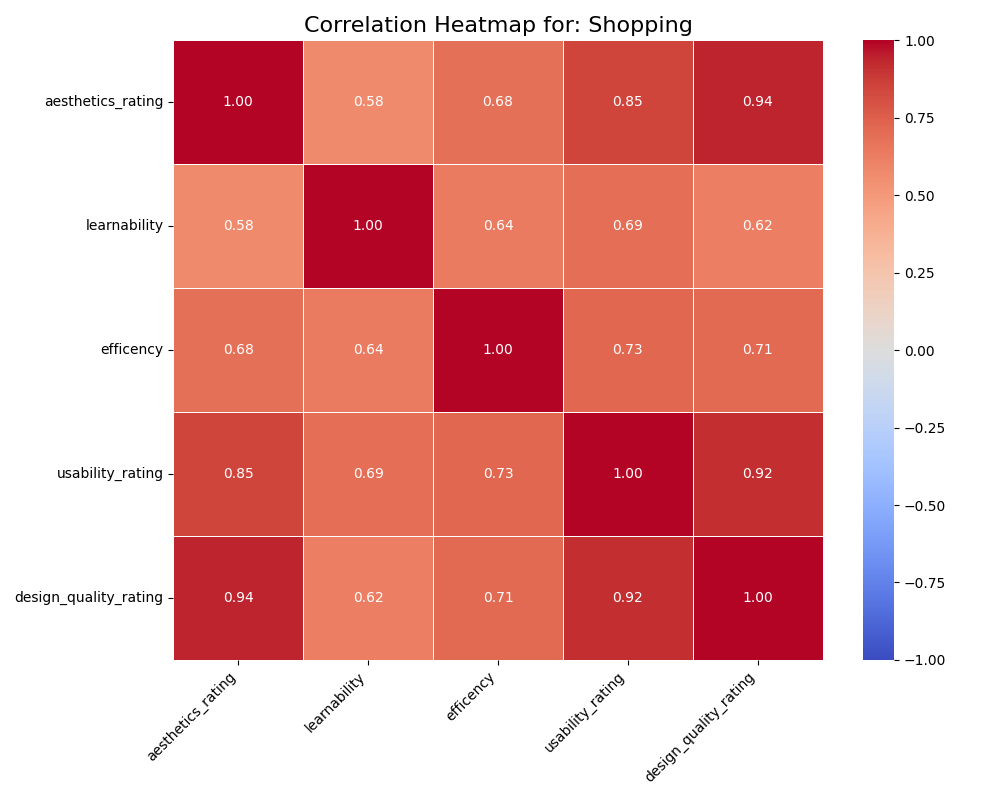 Correlation Heatmap for: Shopping
aesthetics_rating 1.00 0.58 0.68 0.85 0.94
learnability 0.58 1.00 0.64 0.69 0.62
efficency 0.68 0.64 1.00 0.73 0.71
usability_rating 0.85 0.69 0.73 1.00 0.92
design_quality_rating 0.94 0.62 0.71 0.92 1.00
aesthetics_rating learnability efficency usability_rating design_quality_rating
1.00
0.75
0.50
0.25
0.00
−0.25
−0.50
−0.75
−1.00